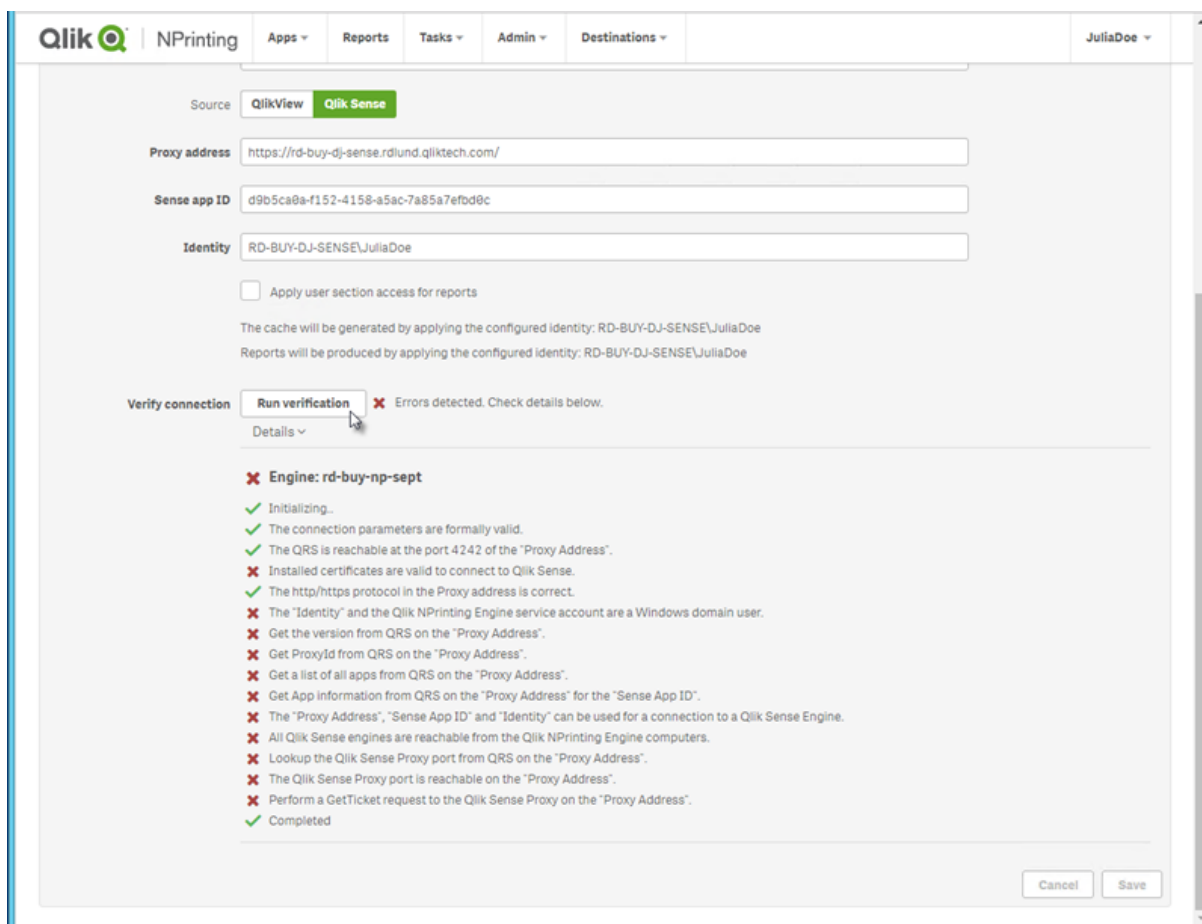 Qlik NPrinting Apps Reports Tasks Admin Destinations JuliaDoe
Source QlikView Qlik Sense
Proxy address https://rd-buy-dj-sense.rdlund.qliktech.com/
Sense app ID d9b5ca0a-f152-4158-a5ac-7a85a7efbd0c
Identity RD-BUY-DJ-SENSE\JuliaDoe
Apply user section access for reports
The cache will be generated by applying the configured identity: RD-BUY-DJ-SENSE\JuliaDoe
Reports will be produced by applying the configured identity: RD-BUY-DJ-SENSE\JuliaDoe
Verify connection Run verification Errors detected. Check details below.
Details
Engine: rd-buy-np-sept
Initializing..
The connection parameters are formally valid.
The QRS is reachable at the port 4242 of the "Proxy Address".
Installed certificates are valid to connect to Qlik Sense.
The http/https protocol in the Proxy address is correct.
The "Identity" and the Qlik NPrinting Engine service account are a Windows domain user.
Get the version from QRS on the "Proxy Address".
Get ProxyId from QRS on the "Proxy Address".
Get a list of all apps from QRS on the "Proxy Address".
Get App information from QRS on the "Proxy Address" for the "Sense App ID".
The "Proxy Address", "Sense App ID" and "Identity" can be used for a connection to a Qlik Sense Engine.
All Qlik Sense engines are reachable from the Qlik NPrinting Engine computers.
Lookup the Qlik Sense Proxy port from QRS on the "Proxy Address".
The Qlik Sense Proxy port is reachable on the "Proxy Address".
Perform a GetTicket request to the Qlik Sense Proxy on the "Proxy Address".
Completed
Cancel Save